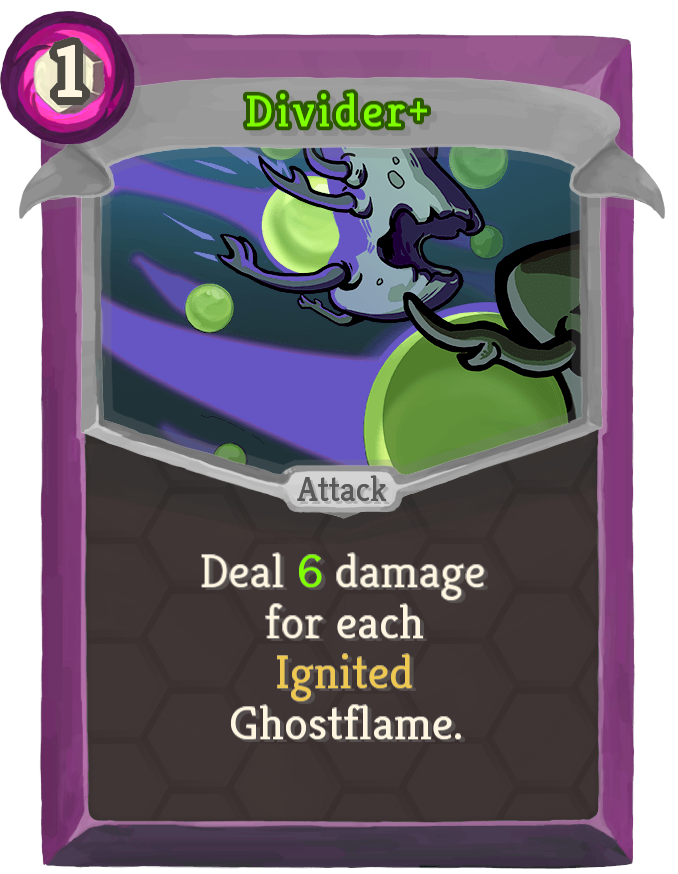 1
Divider+
Attack
Deal 6 damage
for each
Ignited
Ghostflame.